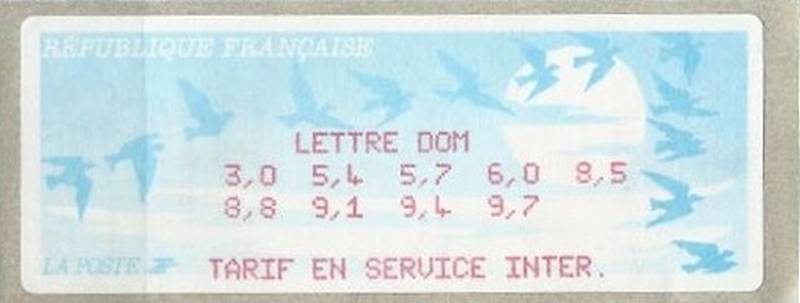 RÉPUBLIQUE FRANÇAISE
LETTRE DOM
3,0 5,4 5,7 6,0 8,5
8,8 9,1 9,4 9,7
LA POSTE
TARIF EN SERVICE INTER.